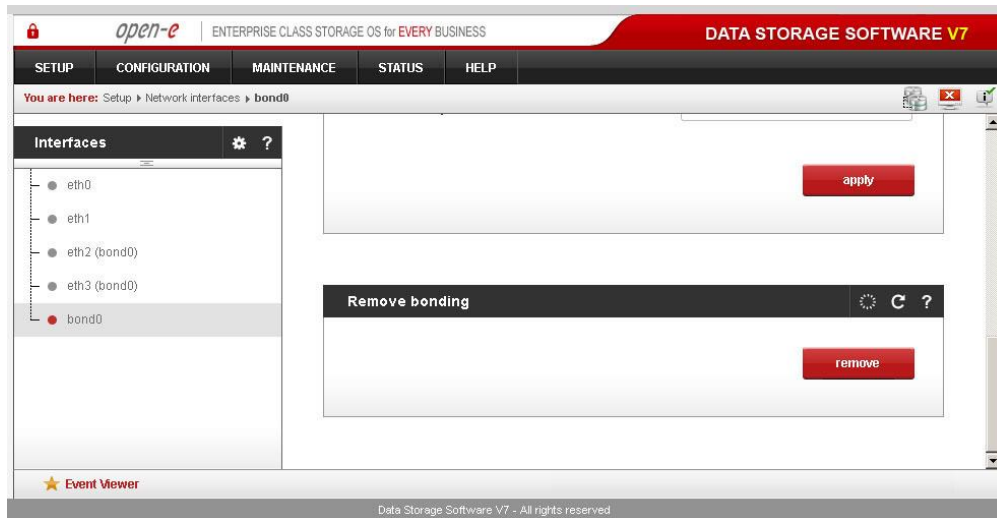 open-e ENTERPRISE CLASS STORAGE OS for EVERY BUSINESS DATA STORAGE SOFTWARE V7
SETUP CONFIGURATION MAINTENANCE STATUS HELP
You are here: Setup Network interfaces bond0
Interfaces ?
eth0
eth1
eth2 (bond0)
eth3 (bond0)
bond0
apply
Remove bonding ?
remove
Event Viewer
Data Storage Software V7 - All rights reserved